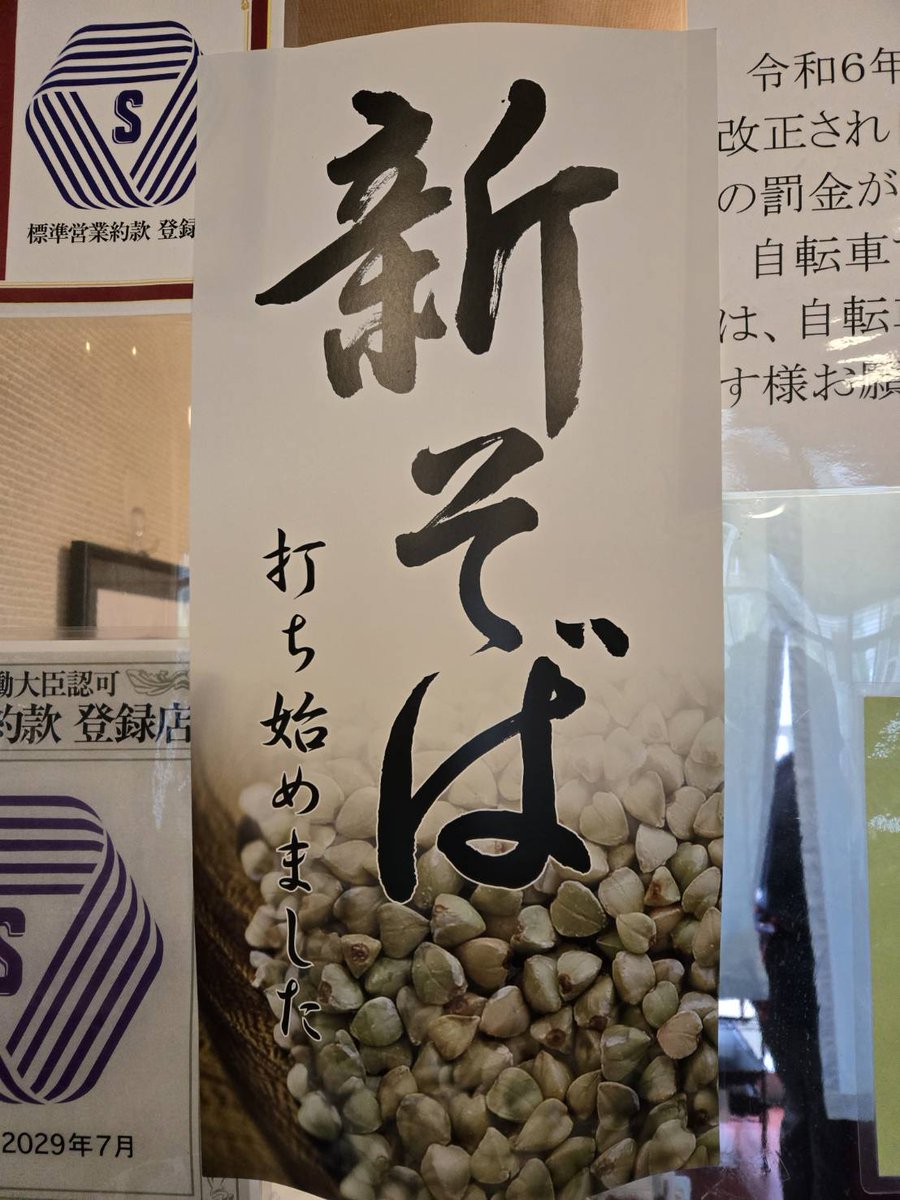 新そば
打ち始めました
S
標準営業約款 登録
働大臣認可
約款 登録店
S
2029年7月
令和6年
改正され
の罰金が
自転車
は、自転
す様お願